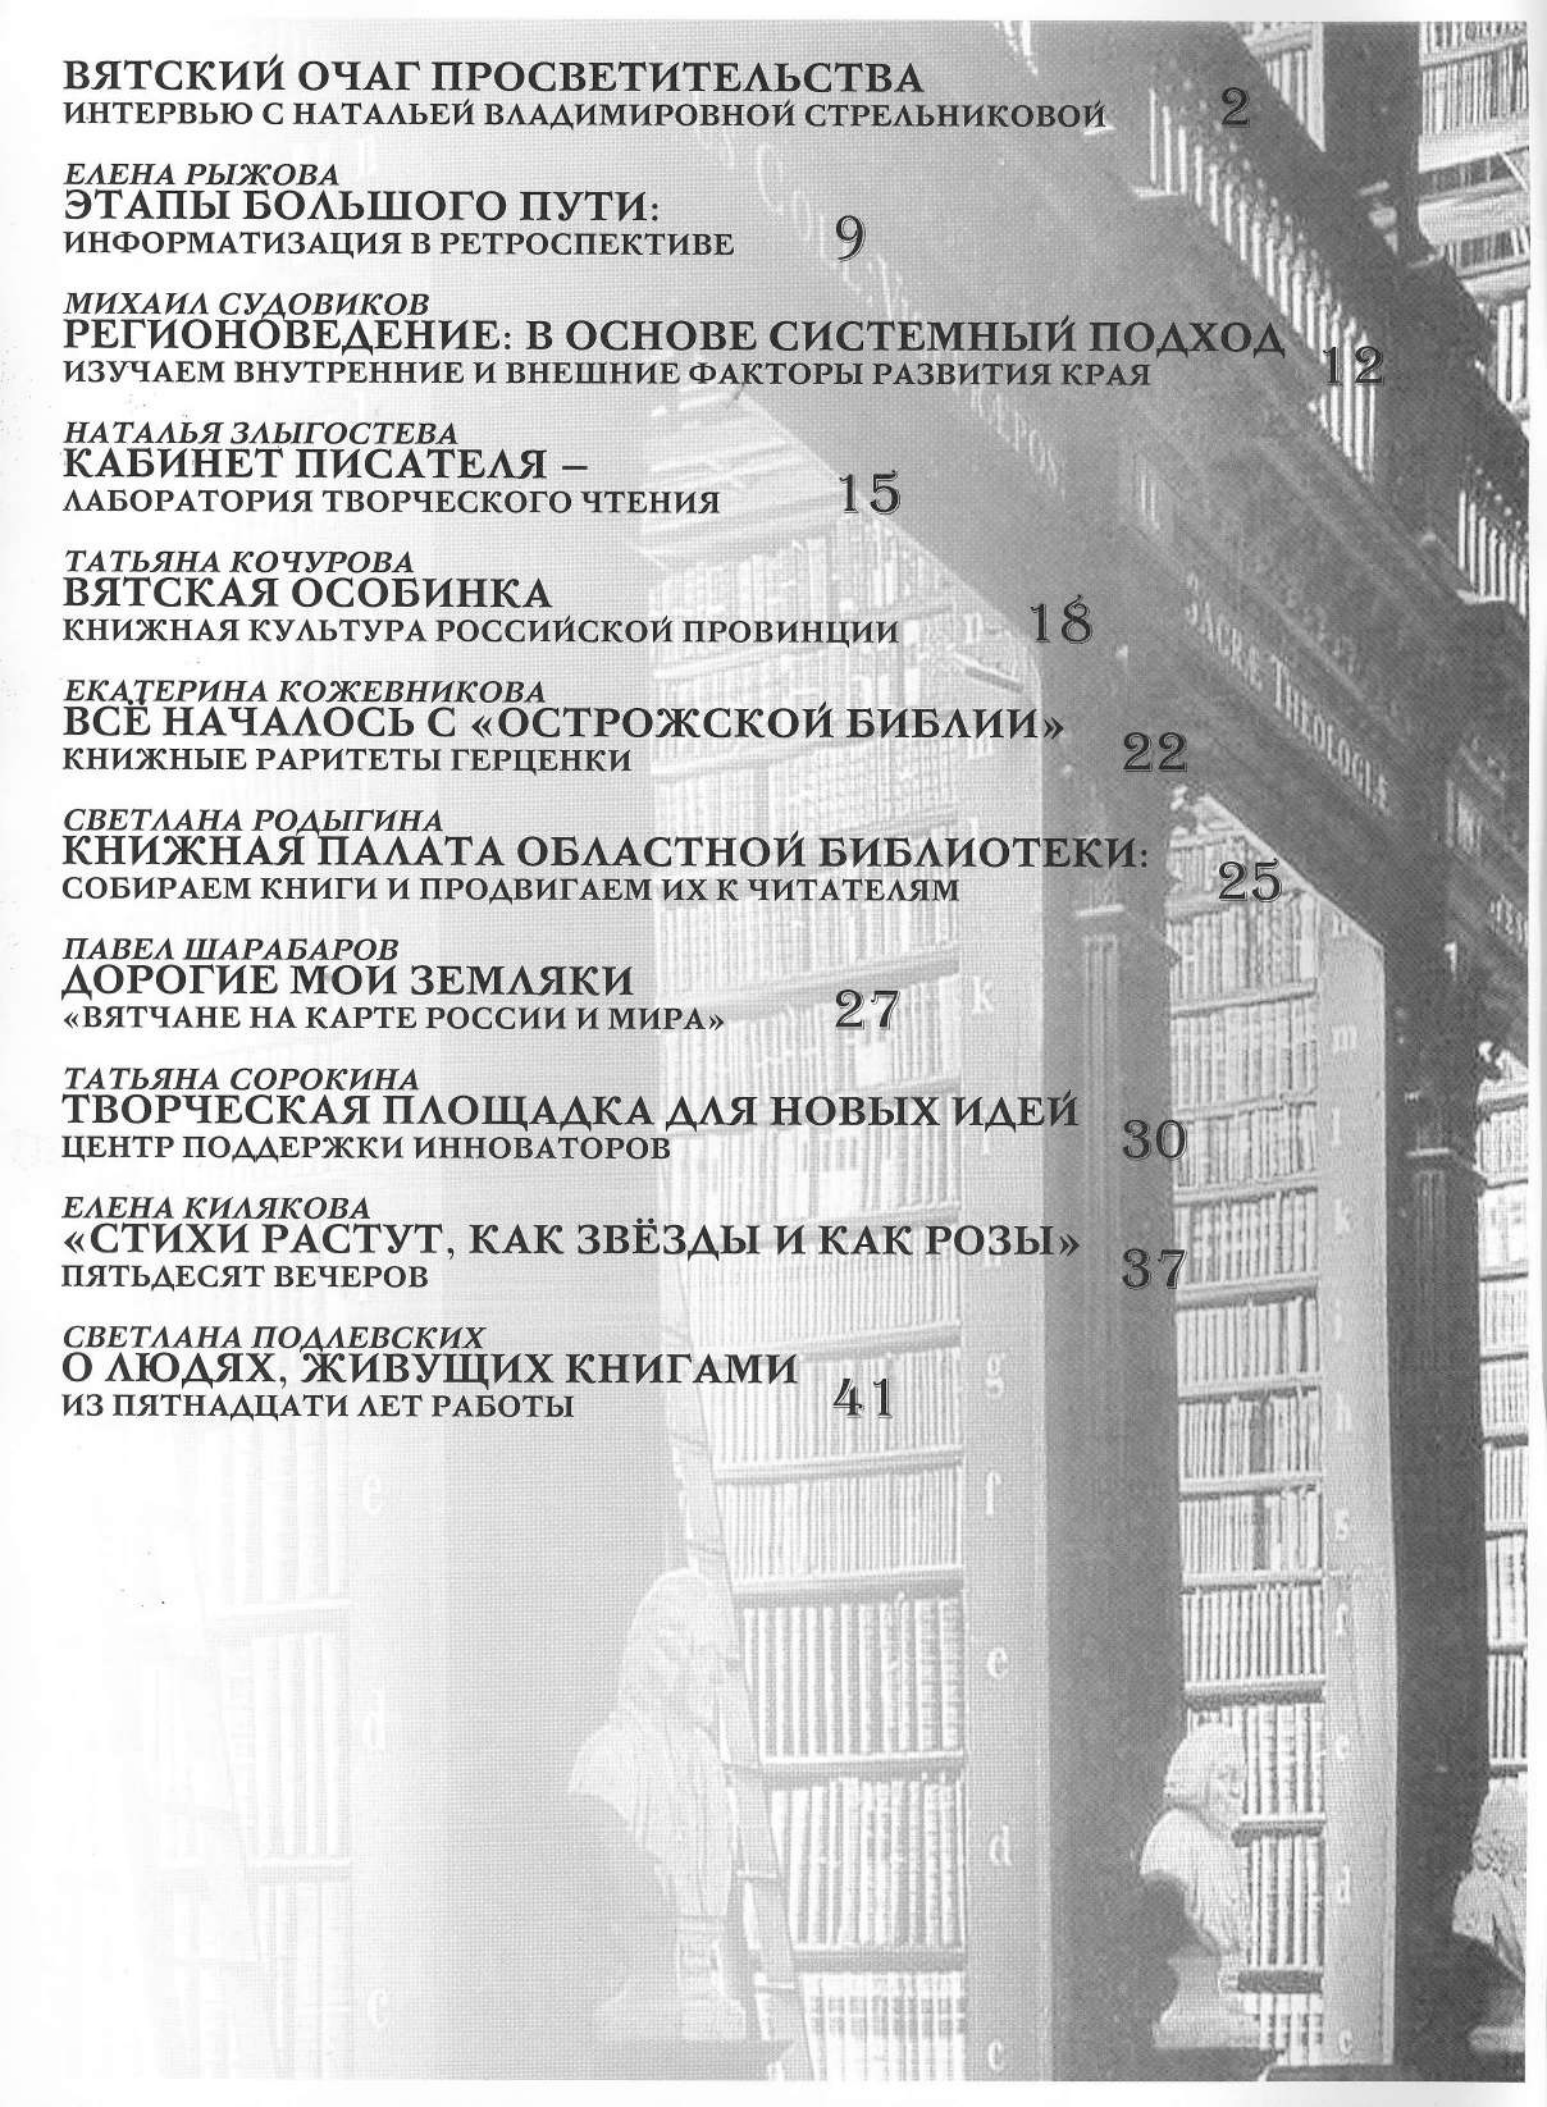 ВЯТСКИЙ ОЧАГ ПРОСВЕТИТЕЛЬСТВА
ИНТЕРВЬЮ С НАТАЛЬЕЙ ВЛАДИМИРОВНОЙ СТРЕЛЬНИКОВОЙ 2
ЕЛЕНА РЫЖОВА
ЭТАПЫ БОЛЬШОГО ПУТИ:
ИНФОРМАТИЗАЦИЯ В РЕТРОСПЕКТИВЕ 9
МИХАИЛ СУДОВИКОВ
РЕГИОНОВЕДЕНИЕ: В ОСНОВЕ СИСТЕМНЫЙ ПОДХОД
ИЗУЧАЕМ ВНУТРЕННИЕ И ВНЕШНИЕ ФАКТОРЫ РАЗВИТИЯ КРАЯ 12
НАТАЛЬЯ ЗЛЫГОСТЕВА
КАБИНЕТ ПИСАТЕЛЯ –
ЛАБОРАТОРИЯ ТВОРЧЕСКОГО ЧТЕНИЯ 15
ТАТЬЯНА КОЧУРОВА
ВЯТСКАЯ ОСОБИНКА
КНИЖНАЯ КУЛЬТУРА РОССИЙСКОЙ ПРОВИНЦИИ 18
ЕКАТЕРИНА КОЖЕВНИКОВА
ВСЁ НАЧАЛОСЬ С «ОСТРОЖСКОЙ БИБЛИИ»
КНИЖНЫЕ РАРИТЕТЫ ГЕРЦЕНКИ 22
СВЕТЛАНА РОДЫГИНА
КНИЖНАЯ ПАЛАТА ОБЛАСТНОЙ БИБЛИОТЕКИ:
СОБИРАЕМ КНИГИ И ПРОДВИГАЕМ ИХ К ЧИТАТЕЛЯМ 25
ПАВЕЛ ШАРАБАРОВ
ДОРОГИЕ МОИ ЗЕМЛЯКИ
«ВЯТЧАНЕ НА КАРТЕ РОССИИ И МИРА» 27
ТАТЬЯНА СОРОКИНА
ТВОРЧЕСКАЯ ПЛОЩАДКА ДЛЯ НОВЫХ ИДЕЙ
ЦЕНТР ПОДДЕРЖКИ ИННОВАТОРОВ 30
ЕЛЕНА КИЛЯКОВА
«СТИХИ РАСТУТ, КАК ЗВЁЗДЫ И КАК РОЗЫ»
ПЯТЬДЕСЯТ ВЕЧЕРОВ 37
СВЕТЛАНА ПОДЛЕВСКИХ
О ЛЮДЯХ, ЖИВУЩИХ КНИГАМИ
ИЗ ПЯТНАДЦАТИ ЛЕТ РАБОТЫ 41
THEOLOGIÆ
k
g
f
e
d
c